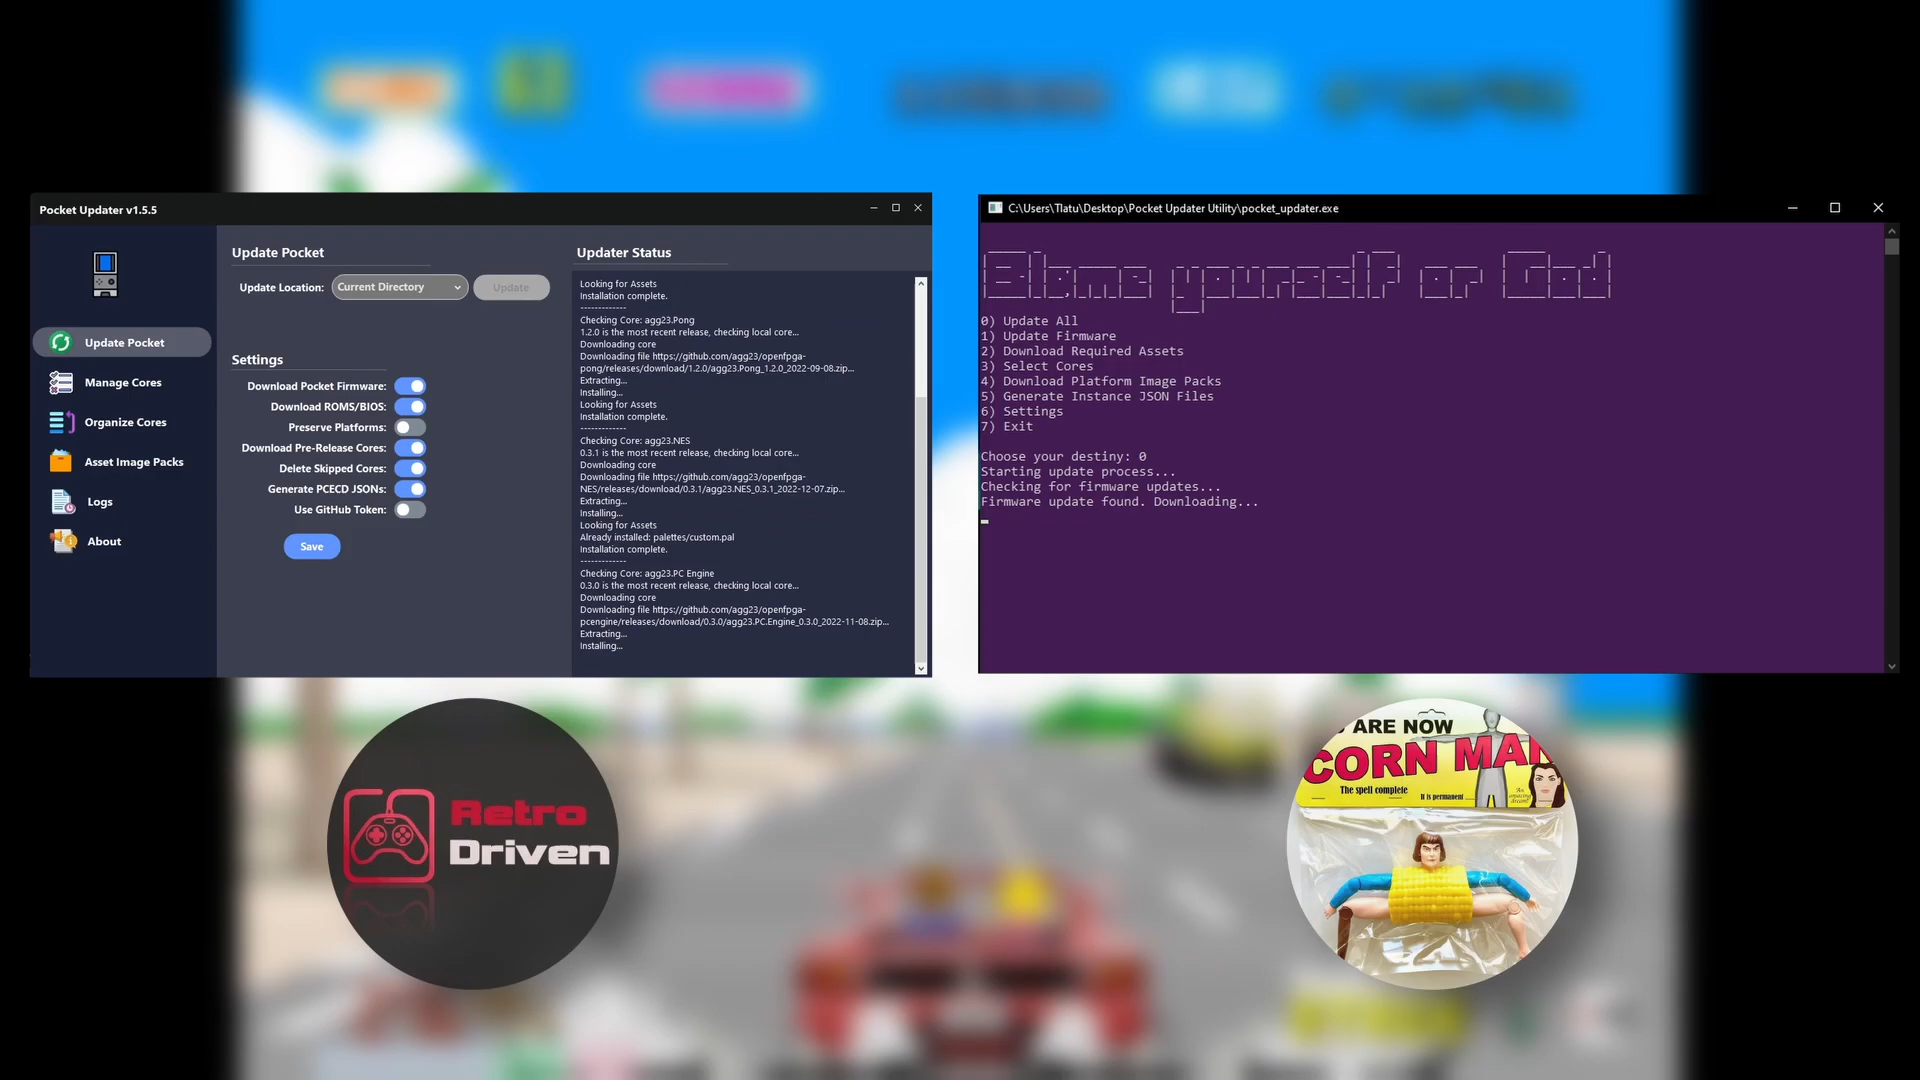 Pocket Updater v1.5.5
Update Pocket
Update Location:
Current Directory
Update
Update Pocket
Manage Cores
Organize Cores
Asset Image Packs
Logs
About
Settings
Download Pocket Firmware:
Download ROMS/BIOS:
Preserve Platforms:
Download Pre-Release Cores:
Delete Skipped Cores:
Generate PCECD JSONs:
Use GitHub Token:
Save
Updater Status
Looking for Assets
Installation complete.
-------------
Checking Core: agg23.Pong
1.2.0 is the most recent release, checking local core...
Downloading core
Downloading file https://github.com/agg23/openfpga-
pong/releases/download/1.2.0/agg23.Pong_1.2.0_2022-09-08.zip...
Extracting...
Installing...
Looking for Assets
Installation complete.
-------------
Checking Core: agg23.NES
0.3.1 is the most recent release, checking local core...
Downloading core
Downloading file https://github.com/agg23/openfpga-
NES/releases/download/0.3.1/agg23.NES_0.3.1_2022-12-07.zip...
Extracting...
Installing...
Looking for Assets
Already installed: palettes/custom.pal
Installation complete.
-------------
Checking Core: agg23.PC Engine
0.3.0 is the most recent release, checking local core...
Downloading core
Downloading file https://github.com/agg23/openfpga-
pcengine/releases/download/0.3.0/agg23.PC.Engine_0.3.0_2022-11-08.zip...
Extracting...
Installing...
C:\Users\Tlatu\Desktop\Pocket Updater Utility\pocket_updater.exe
Blame yourself or God
0) Update All
1) Update Firmware
2) Download Required Assets
3) Select Cores
4) Download Platform Image Packs
5) Generate Instance JSON Files
6) Settings
7) Exit
Choose your destiny: 0
Starting update process...
Checking for firmware updates...
Firmware update found. Downloading...
Retro
Driven
ARE NOW
CORN MAN
The spell complete
It is permanent